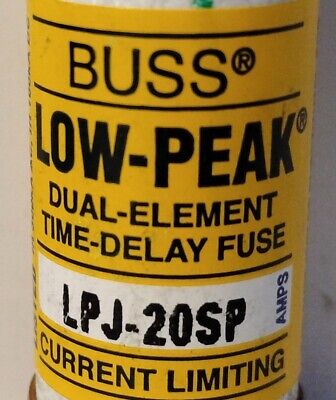 BUSS®
LOW-PEAK®
DUAL-ELEMENT
TIME-DELAY FUSE
LPJ-20SP
AMPS
CURRENT LIMITING